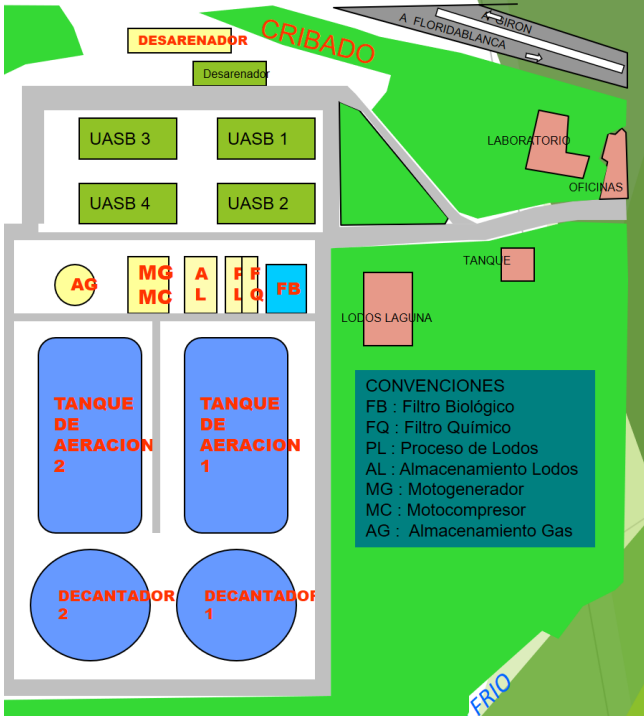 DESARENADOR
CRIBADO
A GIRON
A FLORIDABLANCA
Desarenador
UASB 3
UASB 1
LABORATORIO
OFICINAS
UASB 4
UASB 2
TANQUE
AG
MG
MC
A
L
P
L
F
Q
FB
LODOS LAGUNA
TANQUE
DE
AERACION
2
TANQUE
DE
AERACION
1
CONVENCIONES
FB : Filtro Biológico
FQ : Filtro Químico
PL : Proceso de Lodos
AL : Almacenamiento Lodos
MG : Motogenerador
MC : Motocompresor
AG : Almacenamiento Gas
DECANTADOR
2
DECANTADOR
1
FRIO